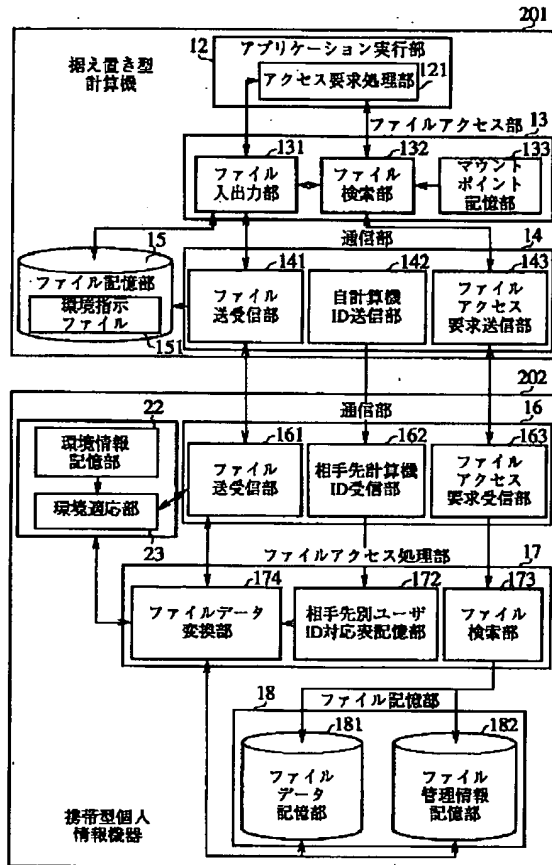 201
据え置き型
計算機
12
アプリケーション実行部
アクセス要求処理部
121
ファイルアクセス部
13
131
132
133
ファイル
入出力部
ファイル
検索部
マウント
ポイント
記憶部
15
ファイル記憶部
環境指示
ファイル
151
通信部
14
141
142
143
ファイル
送受信部
自計算機
ID送信部
ファイル
アクセス
要求送信部
202
22
環境情報
記憶部
環境適応部
23
通信部
16
161
162
163
ファイル
送受信部
相手先計算機
ID受信部
ファイル
アクセス
要求受信部
ファイルアクセス処理部
17
174
172
173
ファイルデータ
変換部
相手先別ユーザ
ID対応表記憶部
ファイル
検索部
18
ファイル記憶部
181
182
ファイル
データ
記憶部
ファイル
管理情報
記憶部
携帯型個人
情報機器